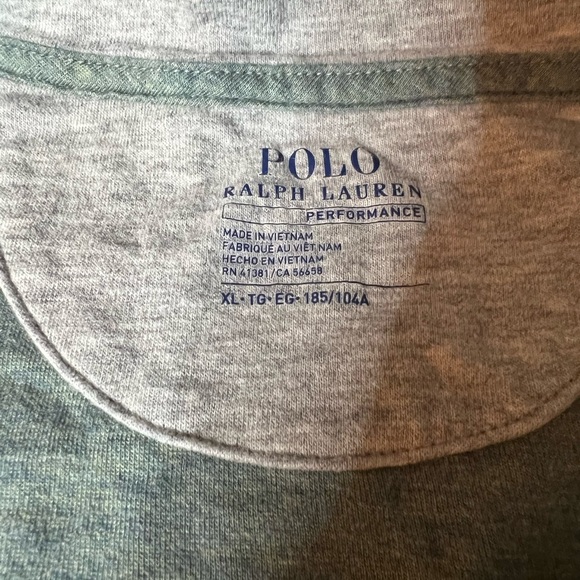 POLO
RALPH LAUREN
PERFORMANCE
MADE IN VIETNAM
FABRIQUÉ AU VIET NAM
HECHO EN VIETNAM
RN 41381/CA 56658
XL-TG-EG-185/104A